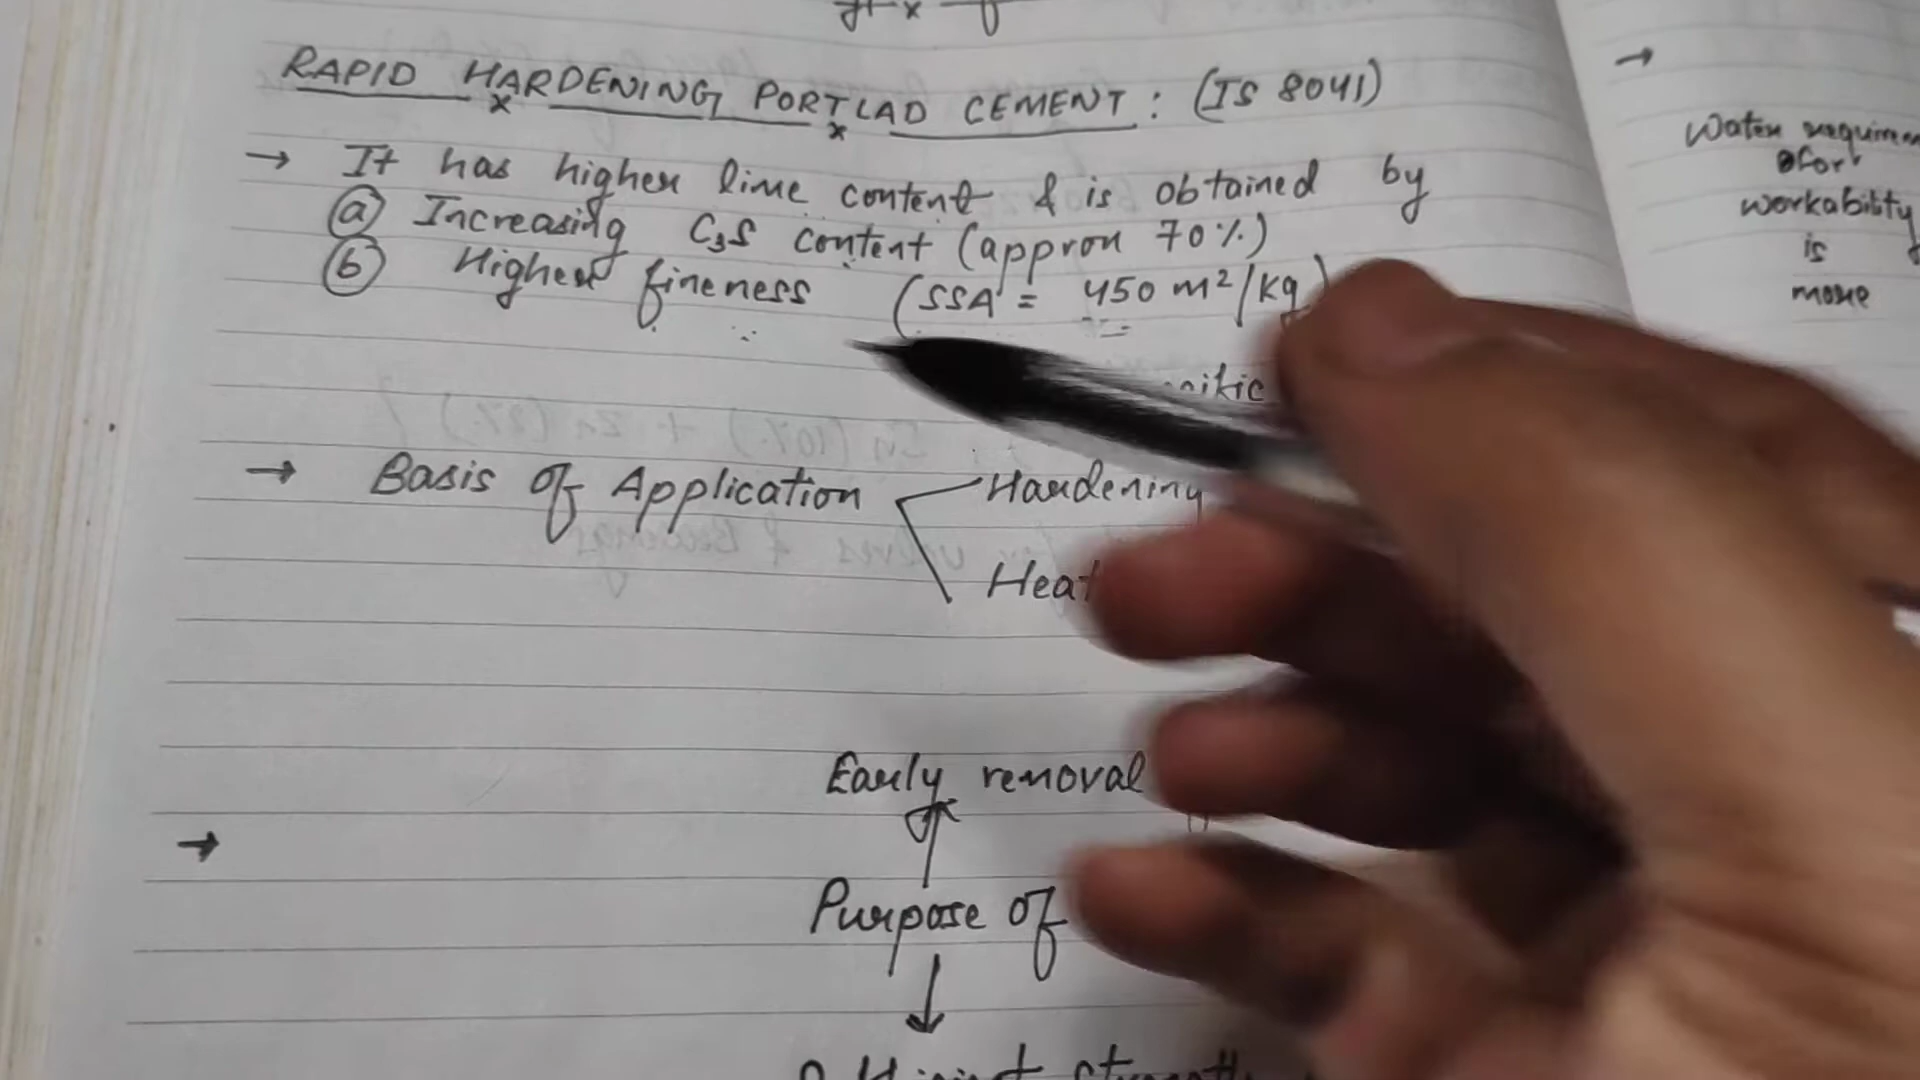 RAPID HARDENING PORTLAD CEMENT : (IS 8041)
→ It has higher lime content & is obtained by
(a) Increasing C3S content (approx 70%)
(b) Higher fineness (SSA = 450 m²/kg)
→ Basis of Application
Hardening
Heat
Early removal
→
Purpose of
→
Water
for
workability
is
more